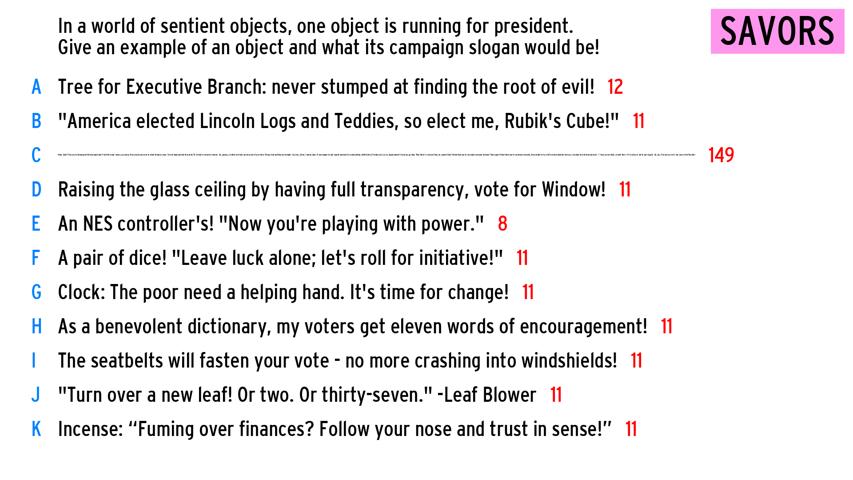 In a world of sentient objects, one object is running for president.
Give an example of an object and what its campaign slogan would be!
SAVORS
A Tree for Executive Branch: never stumped at finding the root of evil! 12
B "America elected Lincoln Logs and Teddies, so elect me, Rubik's Cube!" 11
C 149
D Raising the glass ceiling by having full transparency, vote for Window! 11
E An NES controller's! "Now you're playing with power." 8
F A pair of dice! "Leave luck alone; let's roll for initiative!" 11
G Clock: The poor need a helping hand. It's time for change! 11
H As a benevolent dictionary, my voters get eleven words of encouragement! 11
I The seatbelts will fasten your vote - no more crashing into windshields! 11
J "Turn over a new leaf! Or two. Or thirty-seven." -Leaf Blower 11
K Incense: “Fuming over finances? Follow your nose and trust in sense!” 11